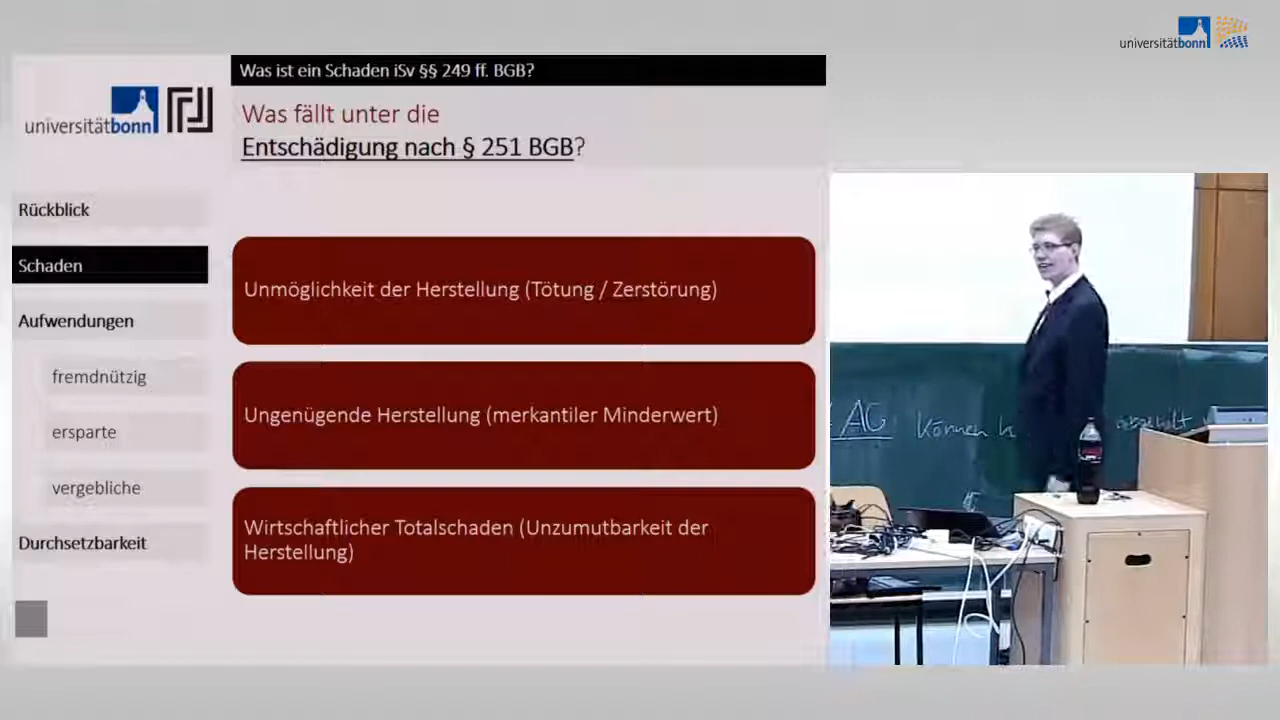 universitätbonn
Was ist ein Schaden iSv §§ 249 ff. BGB?
universitätbonn
Was fällt unter die
Entschädigung nach § 251 BGB?
Rückblick
Schaden
Aufwendungen
fremdnützig
ersparte
vergebliche
Durchsetzbarkeit
Unmöglichkeit der Herstellung (Tötung / Zerstörung)
Ungenügende Herstellung (merkantiler Minderwert)
Wirtschaftlicher Totalschaden (Unzumutbarkeit der
Herstellung)
AG Können